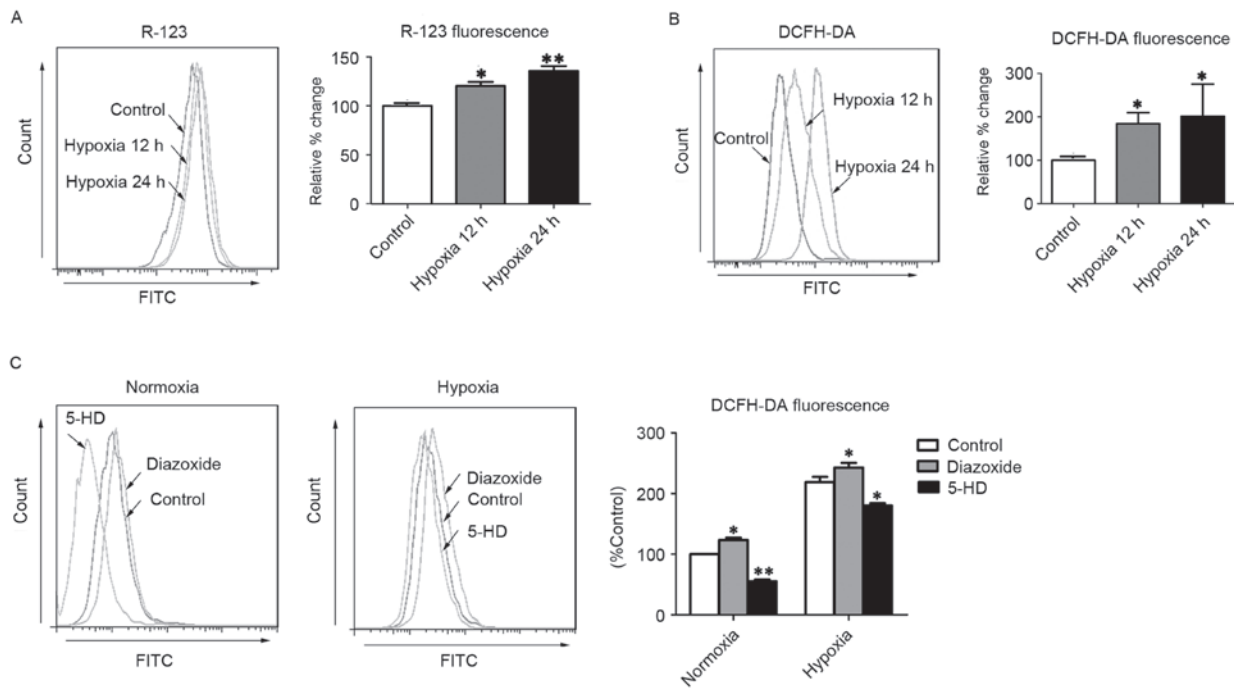 A
R-123
Count
Control
Hypoxia 12 h
Hypoxia 24 h
FITC
R-123 fluorescence
Relative % change
150
100
50
0
*
**
Control
Hypoxia 12 h
Hypoxia 24 h
B
DCFH-DA
Count
Control
Hypoxia 12 h
Hypoxia 24 h
FITC
DCFH-DA fluorescence
Relative % change
300
200
100
0
*
*
Control
Hypoxia 12 h
Hypoxia 24 h
C
Normoxia
Count
5-HD
Diazoxide
Control
FITC
Hypoxia
Count
Diazoxide
Control
5-HD
FITC
DCFH-DA fluorescence
(%Control)
300
200
100
0
*
**
*
*
Normoxia
Hypoxia
Control
Diazoxide
5-HD